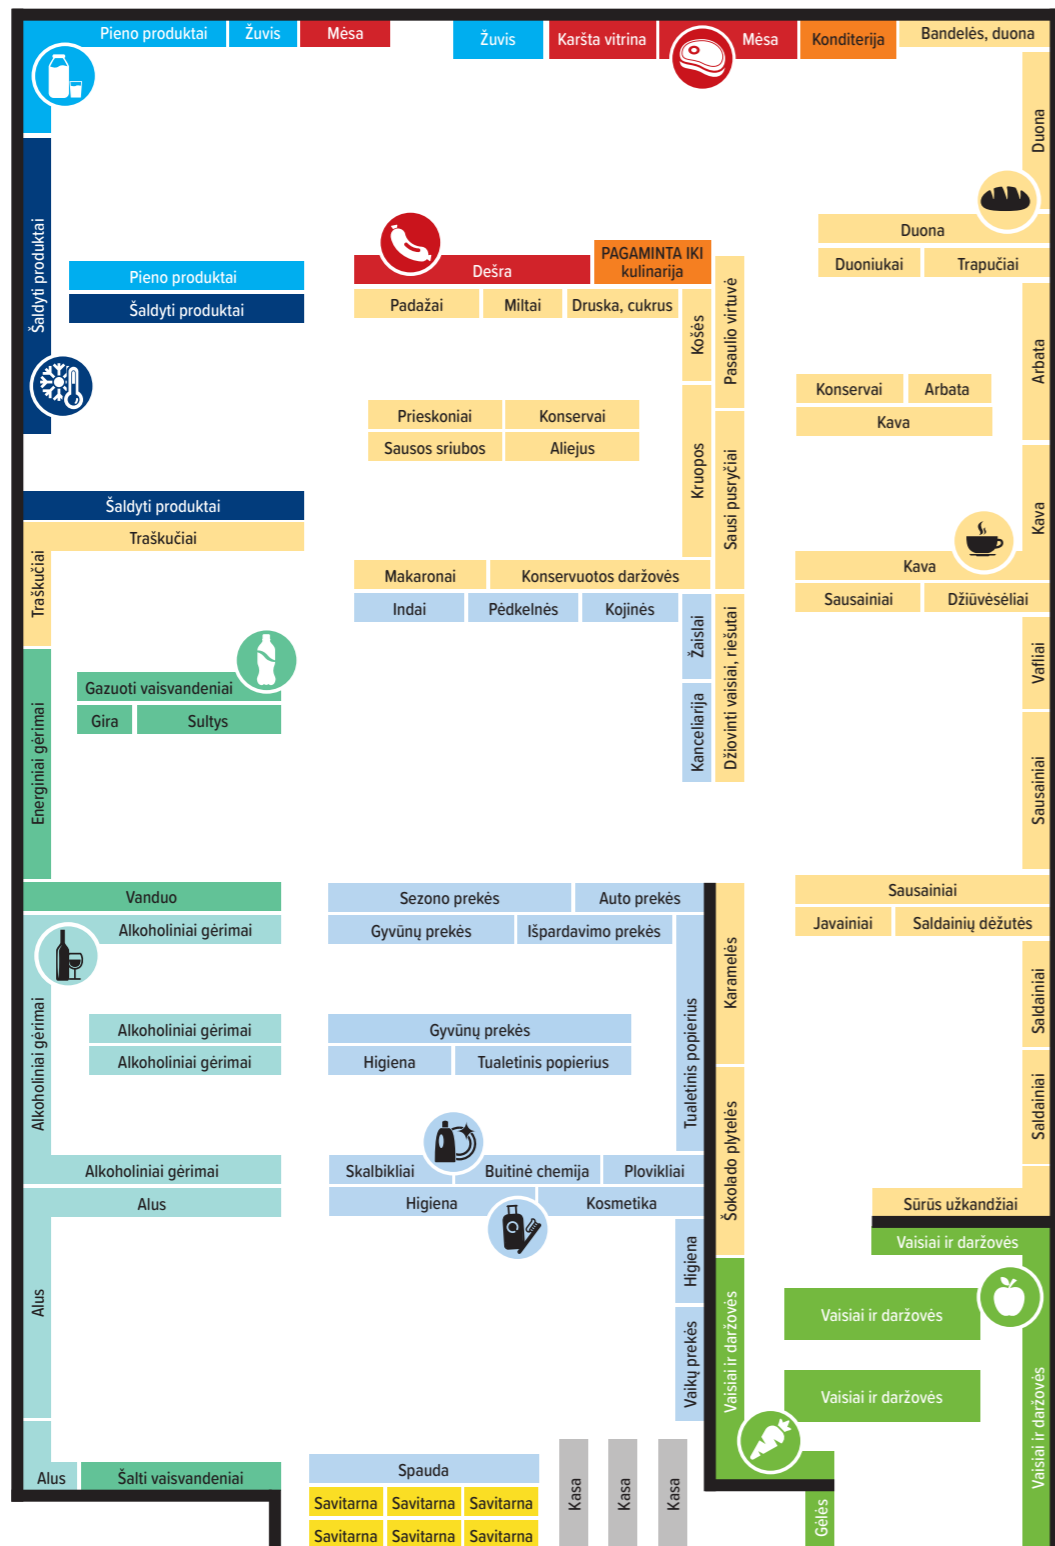 Pieno produktai
Žuvis
Mėsa
Žuvis
Karšta vitrina
Mėsa
Konditerija
Bandelės, duona
Duona
Šaldyti produktai
Duona
Duoniukai
Trapučiai
Pieno produktai
Šaldyti produktai
Dešra
PAGAMINTA IKI
kulinarija
Padažai
Miltai
Druska, cukrus
Košės
Pasaulio virtuvė
Arbata
Konservai
Arbata
Kava
Prieskoniai
Konservai
Sausos sriubos
Aliejus
Kruopos
Sausi pusryčiai
Kava
Šaldyti produktai
Traškučiai
Traškučiai
Makaronai
Konservuotos daržovės
Indai
Pėdkelnės
Kojinės
Žaislai
Kanceliarija
Džiovinti vaisiai, riešutai
Kava
Sausainiai
Džiūvėsėliai
Vafliai
Sausainiai
Gazuoti vaisvandeniai
Gira
Sultys
Energiniai gėrimai
Vanduo
Alkoholiniai gėrimai
Alkoholiniai gėrimai
Alkoholiniai gėrimai
Alkoholiniai gėrimai
Alkoholiniai gėrimai
Sezono prekės
Auto prekės
Gyvūnų prekės
Išpardavimo prekės
Gyvūnų prekės
Higiena
Tualetinis popierius
Tualetinis popierius
Karamelės
Šokolado plytelės
Sausainiai
Javainiai
Saldainių dėžutės
Saldainiai
Saldainiai
Sūrūs užkandžiai
Skalbikliai
Buitinė chemija
Plovikliai
Higiena
Kosmetika
Higiena
Vaikų prekės
Alus
Alus
Alus
Šalti vaisvandeniai
Vaisiai ir daržovės
Vaisiai ir daržovės
Vaisiai ir daržovės
Vaisiai ir daržovės
Vaisiai ir daržovės
Spauda
Savitarna
Savitarna
Savitarna
Savitarna
Savitarna
Savitarna
Kasa
Kasa
Kasa
Gėlės